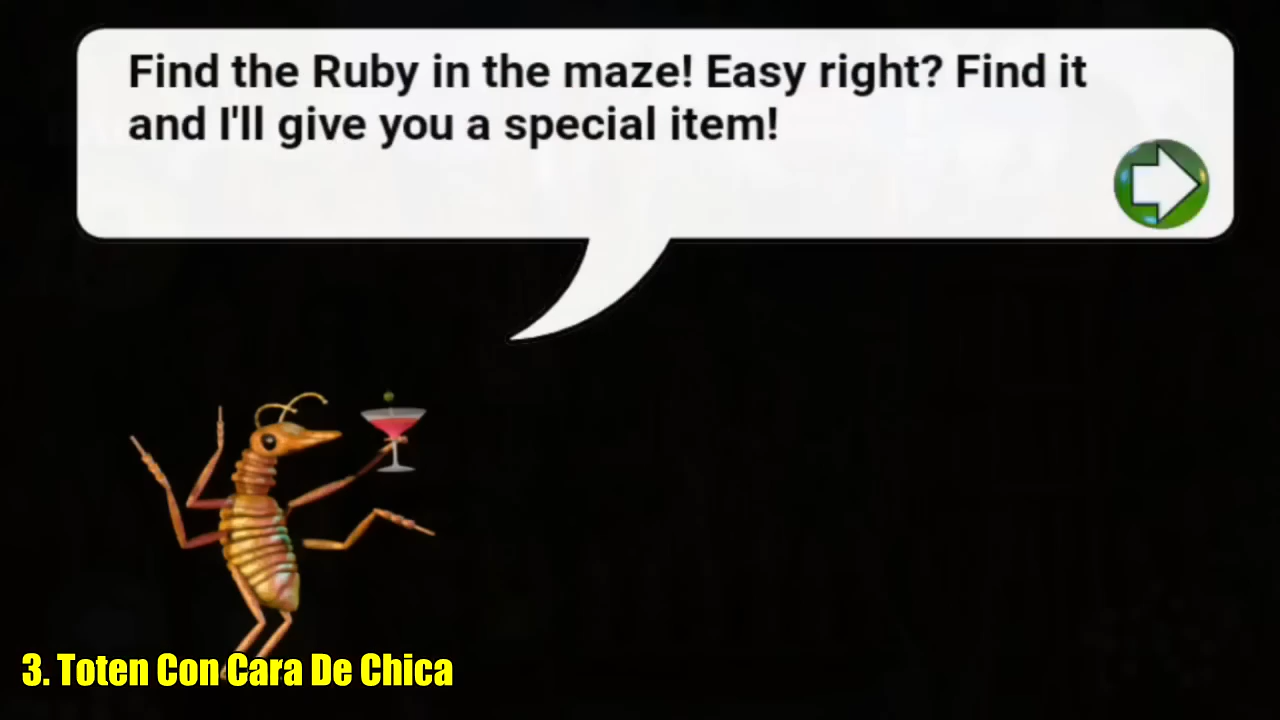 Find the Ruby in the maze! Easy right? Find it
and I'll give you a special item!
3. Toten Con Cara De Chica